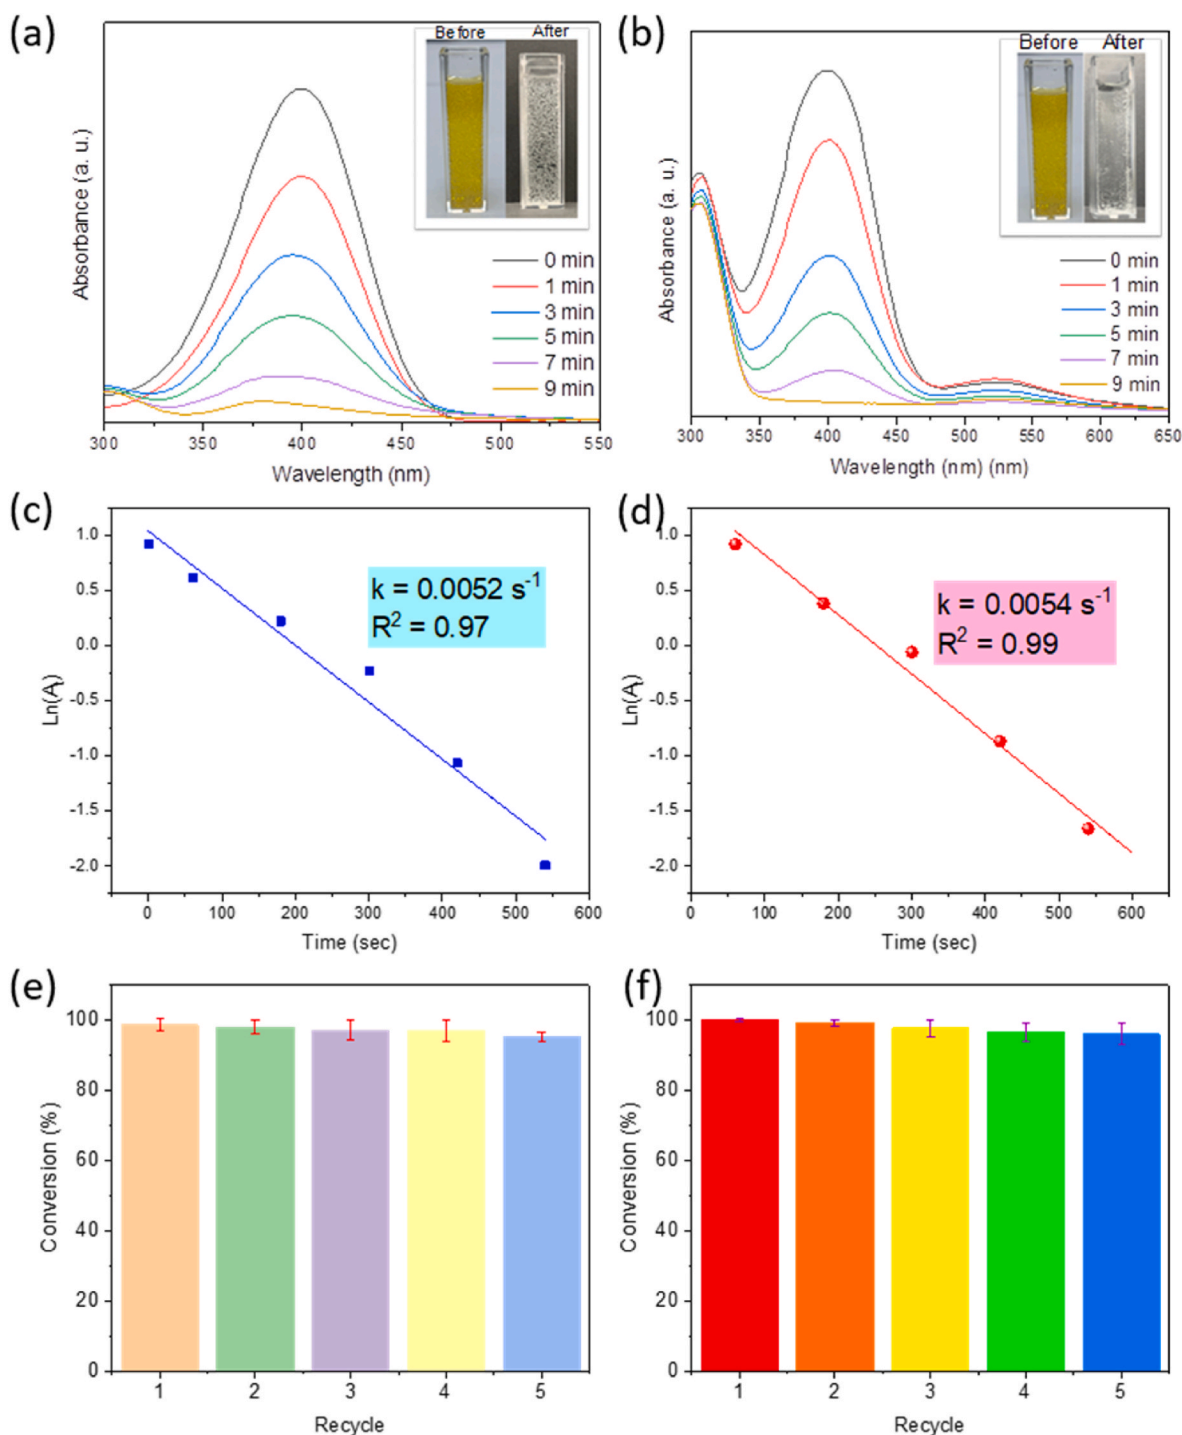 (a)
Before After
Absorbance (a. u.)
0 min
1 min
3 min
5 min
7 min
9 min
300 350 400 450 500 550
Wavelength (nm)
(b)
Before After
Absorbance (a. u.)
0 min
1 min
3 min
5 min
7 min
9 min
300 350 400 450 500 550 600 650
Wavelength (nm) (nm)
(c)
Ln(At)
1.0
0.5
0.0
-0.5
-1.0
-1.5
-2.0
k = 0.0052 s⁻¹
R² = 0.97
0 100 200 300 400 500 600
Time (sec)
(d)
Ln(At)
1.0
0.5
0.0
-0.5
-1.0
-1.5
-2.0
k = 0.0054 s⁻¹
R² = 0.99
0 100 200 300 400 500 600
Time (sec)
(e)
Conversion (%)
100
80
60
40
20
0
1 2 3 4 5
Recycle
(f)
Conversion (%)
100
80
60
40
20
0
1 2 3 4 5
Recycle